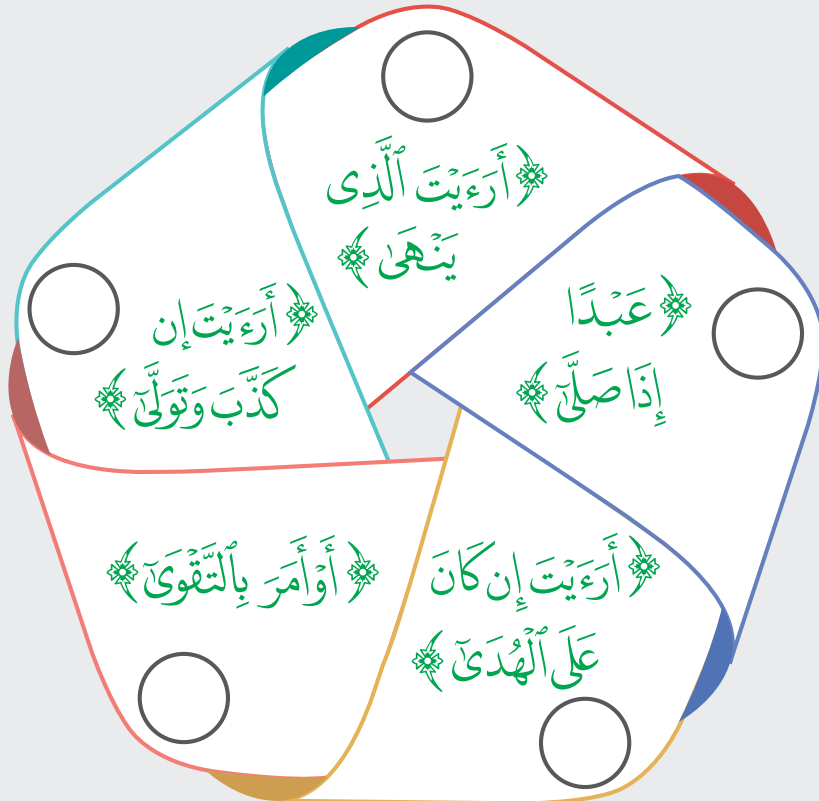 ﴿أَرَءَيْتَ ٱلَّذِى
يَنْهَىٰ﴾
﴿عَبْدًا
إِذَا صَلَّىٰٓ﴾
﴿أَرَءَيْتَ إِن كَانَ
عَلَى ٱلْهُدَىٰٓ﴾
﴿أَوْ أَمَرَ بِٱلتَّقْوَىٰٓ﴾
﴿أَرَءَيْتَ إِن
كَذَّبَ وَتَوَلَّىٰٓ﴾